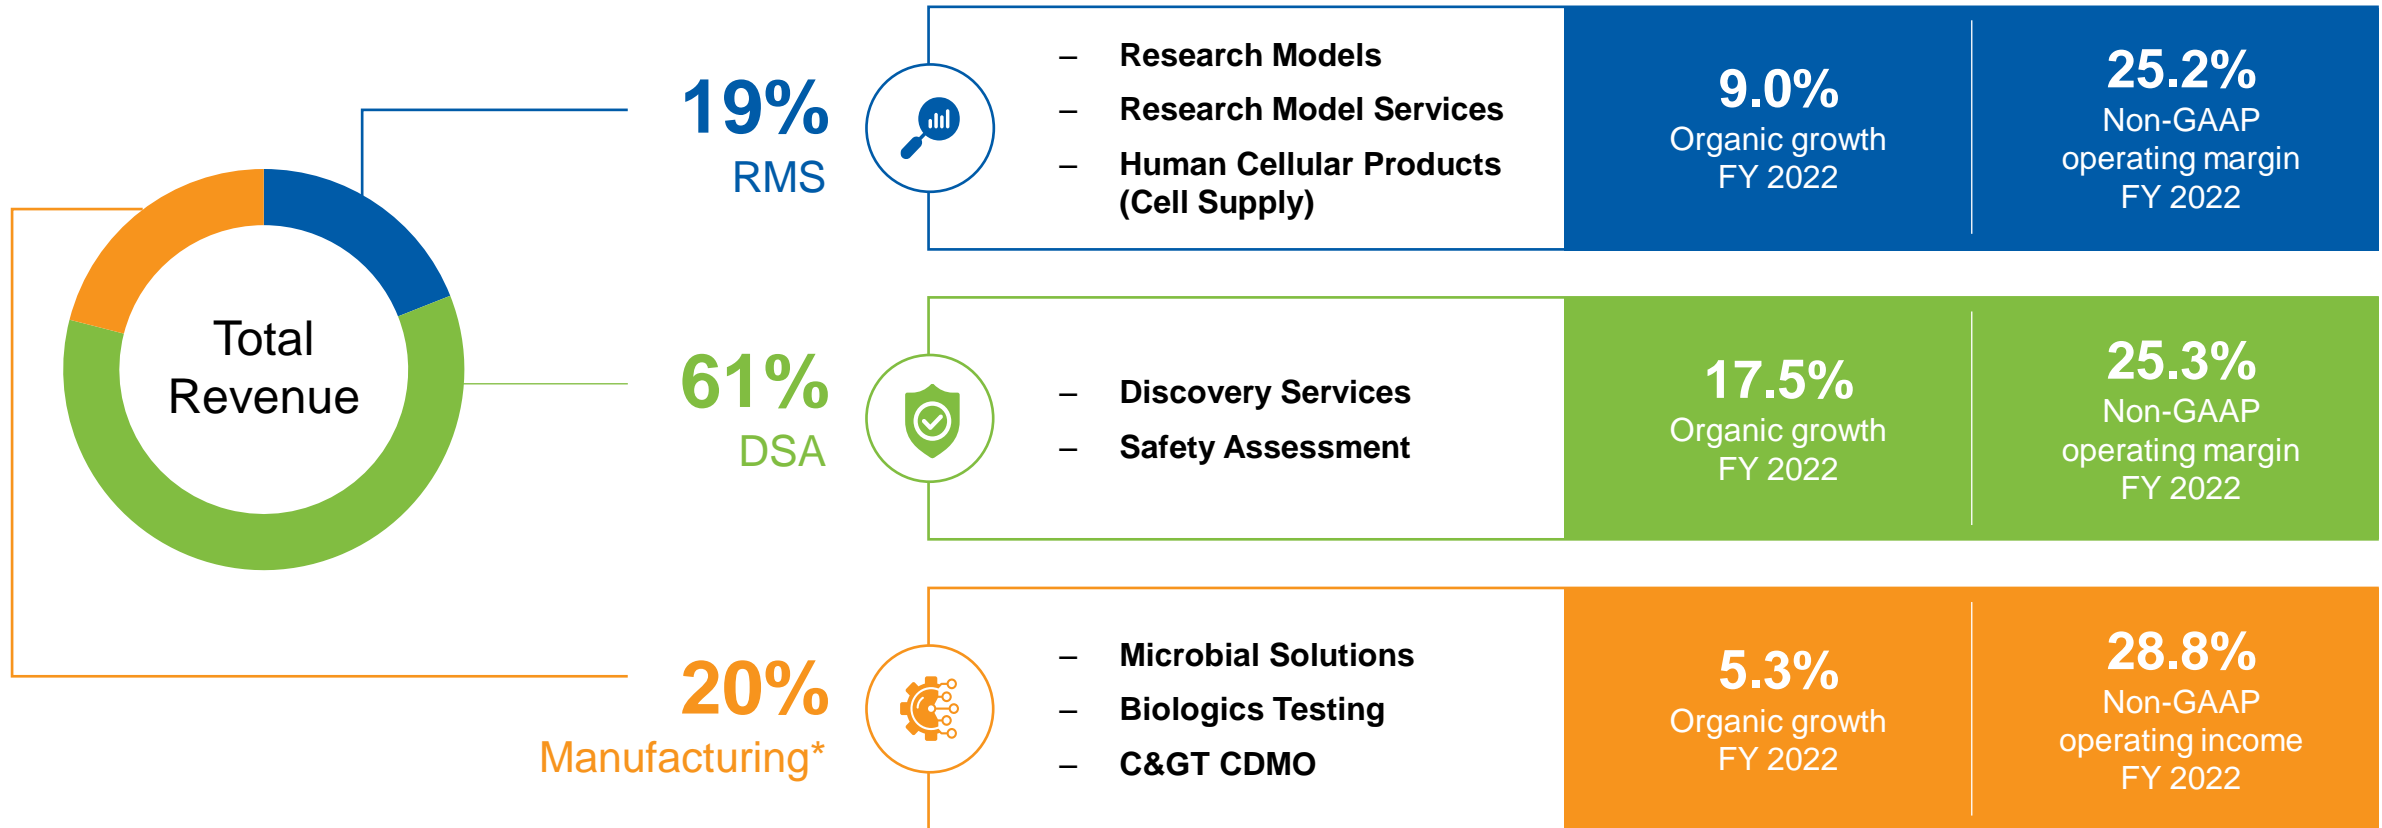 Total
Revenue
19%
RMS
– Research Models
– Research Model Services
– Human Cellular Products
(Cell Supply)
9.0%
Organic growth
FY 2022
25.2%
Non-GAAP
operating margin
FY 2022
61%
DSA
– Discovery Services
– Safety Assessment
17.5%
Organic growth
FY 2022
25.3%
Non-GAAP
operating margin
FY 2022
20%
Manufacturing*
– Microbial Solutions
– Biologics Testing
– C&GT CDMO
5.3%
Organic growth
FY 2022
28.8%
Non-GAAP
operating income
FY 2022